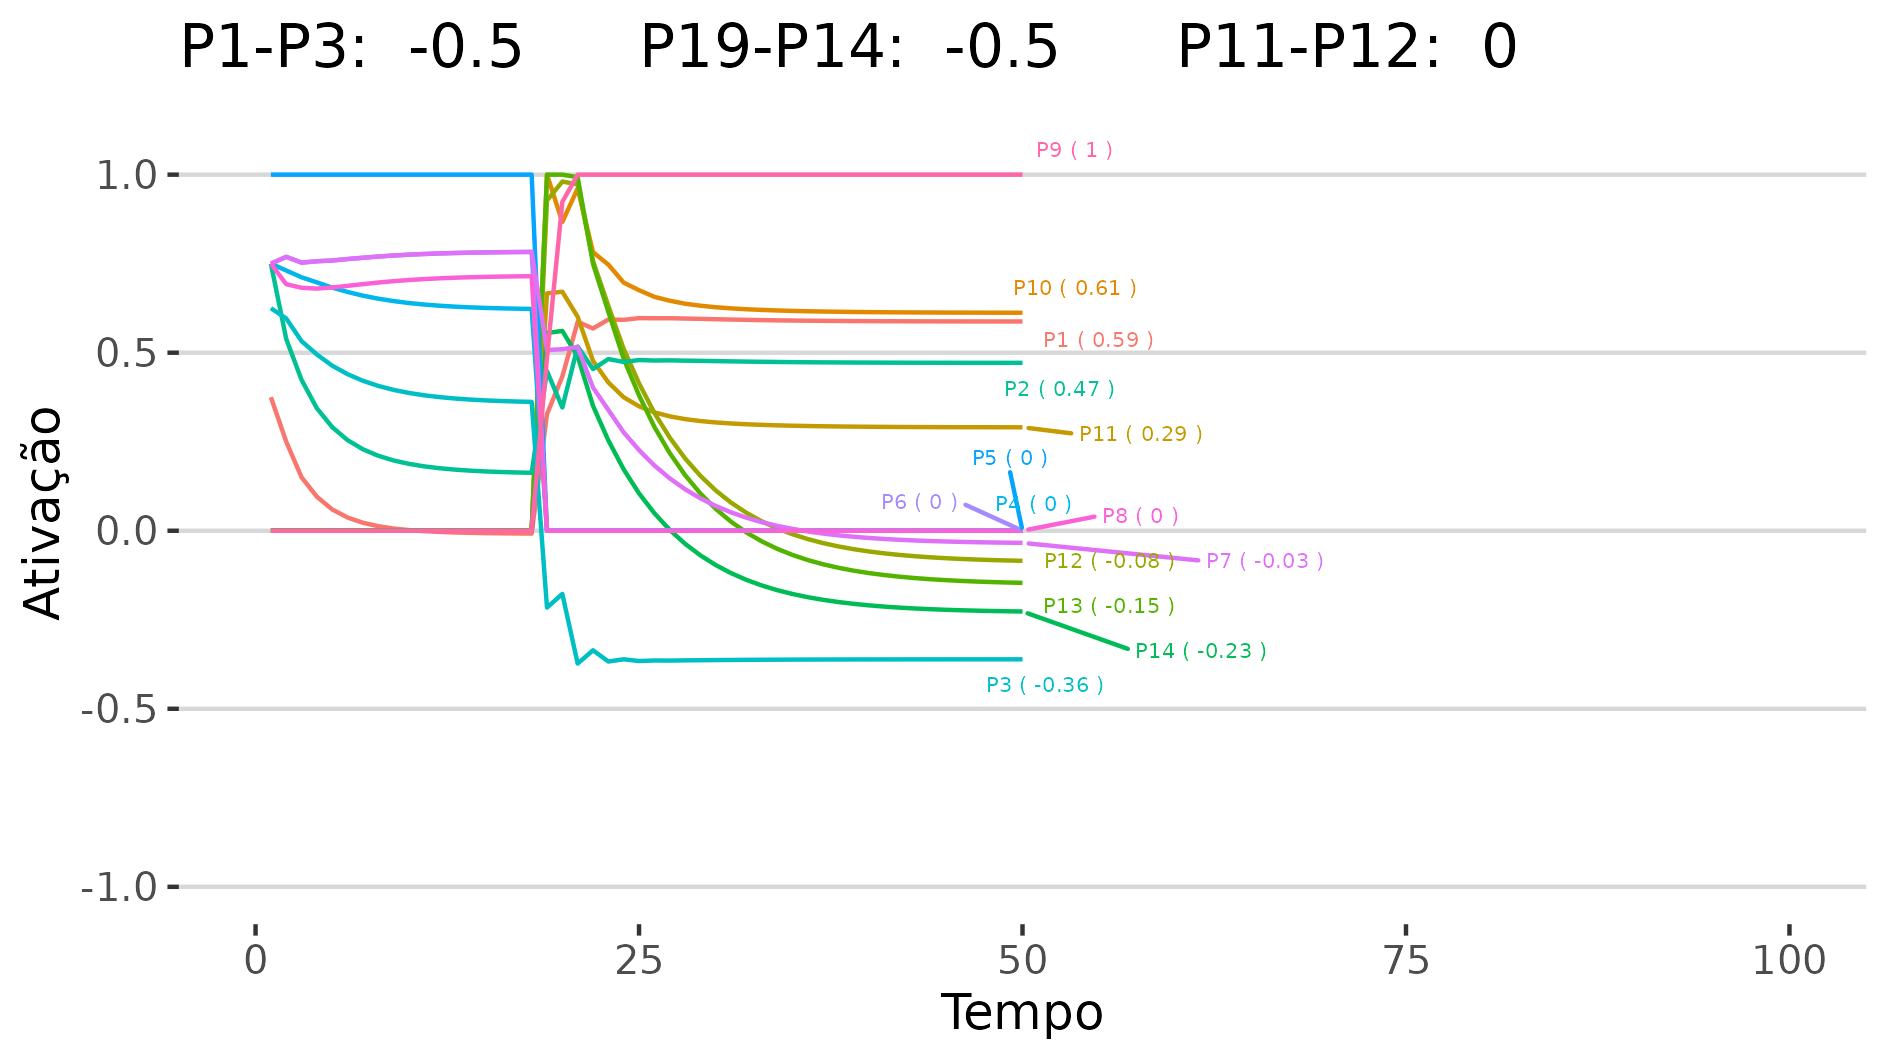 P1-P3: -0.5 P19-P14: -0.5 P11-P12: 0
P9 ( 1 )
1.0
P10 ( 0.61 )
P1 ( 0.59 )
0.5
P2 ( 0.47 )
P11 ( 0.29 )
P5 ( 0 )
P6 ( 0 )
P4 ( 0 )
P8 ( 0 )
0.0
P12 ( -0.08 )
P7 ( -0.03 )
P13 ( -0.15 )
P14 ( -0.23 )
P3 ( -0.36 )
-0.5
-1.0
Ativação
0 25 50 75 100
Tempo